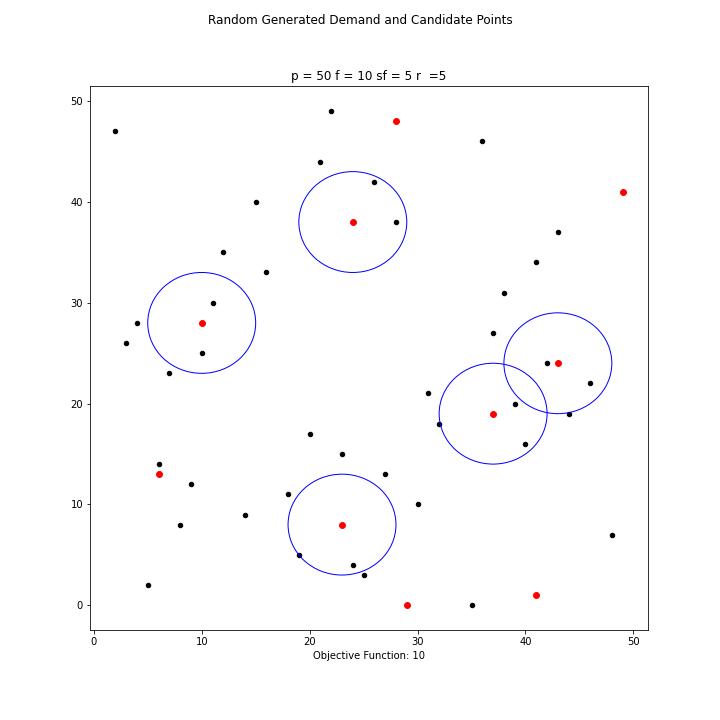 Random Generated Demand and Candidate Points
p = 50 f = 10 sf = 5 r  =5
50
40
30
20
10
0
0 10 20 30 40 50
Objective Function: 10